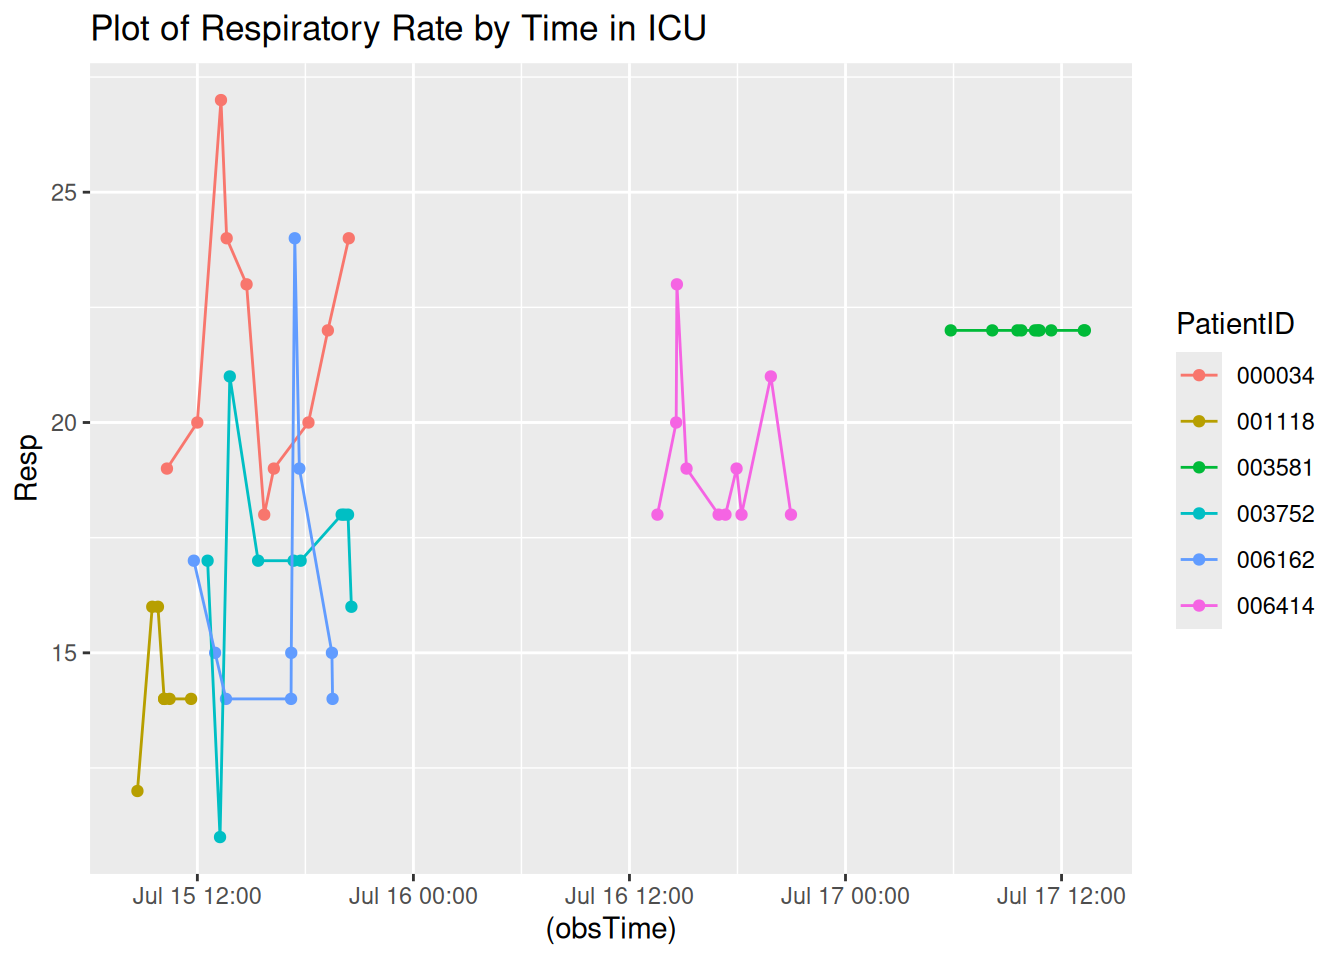 Plot of Respiratory Rate by Time in ICU
25
20
15
Resp
Jul 15 12:00
Jul 16 00:00
Jul 16 12:00
Jul 17 00:00
Jul 17 12:00
(obsTime)
PatientID
000034
001118
003581
003752
006162
006414